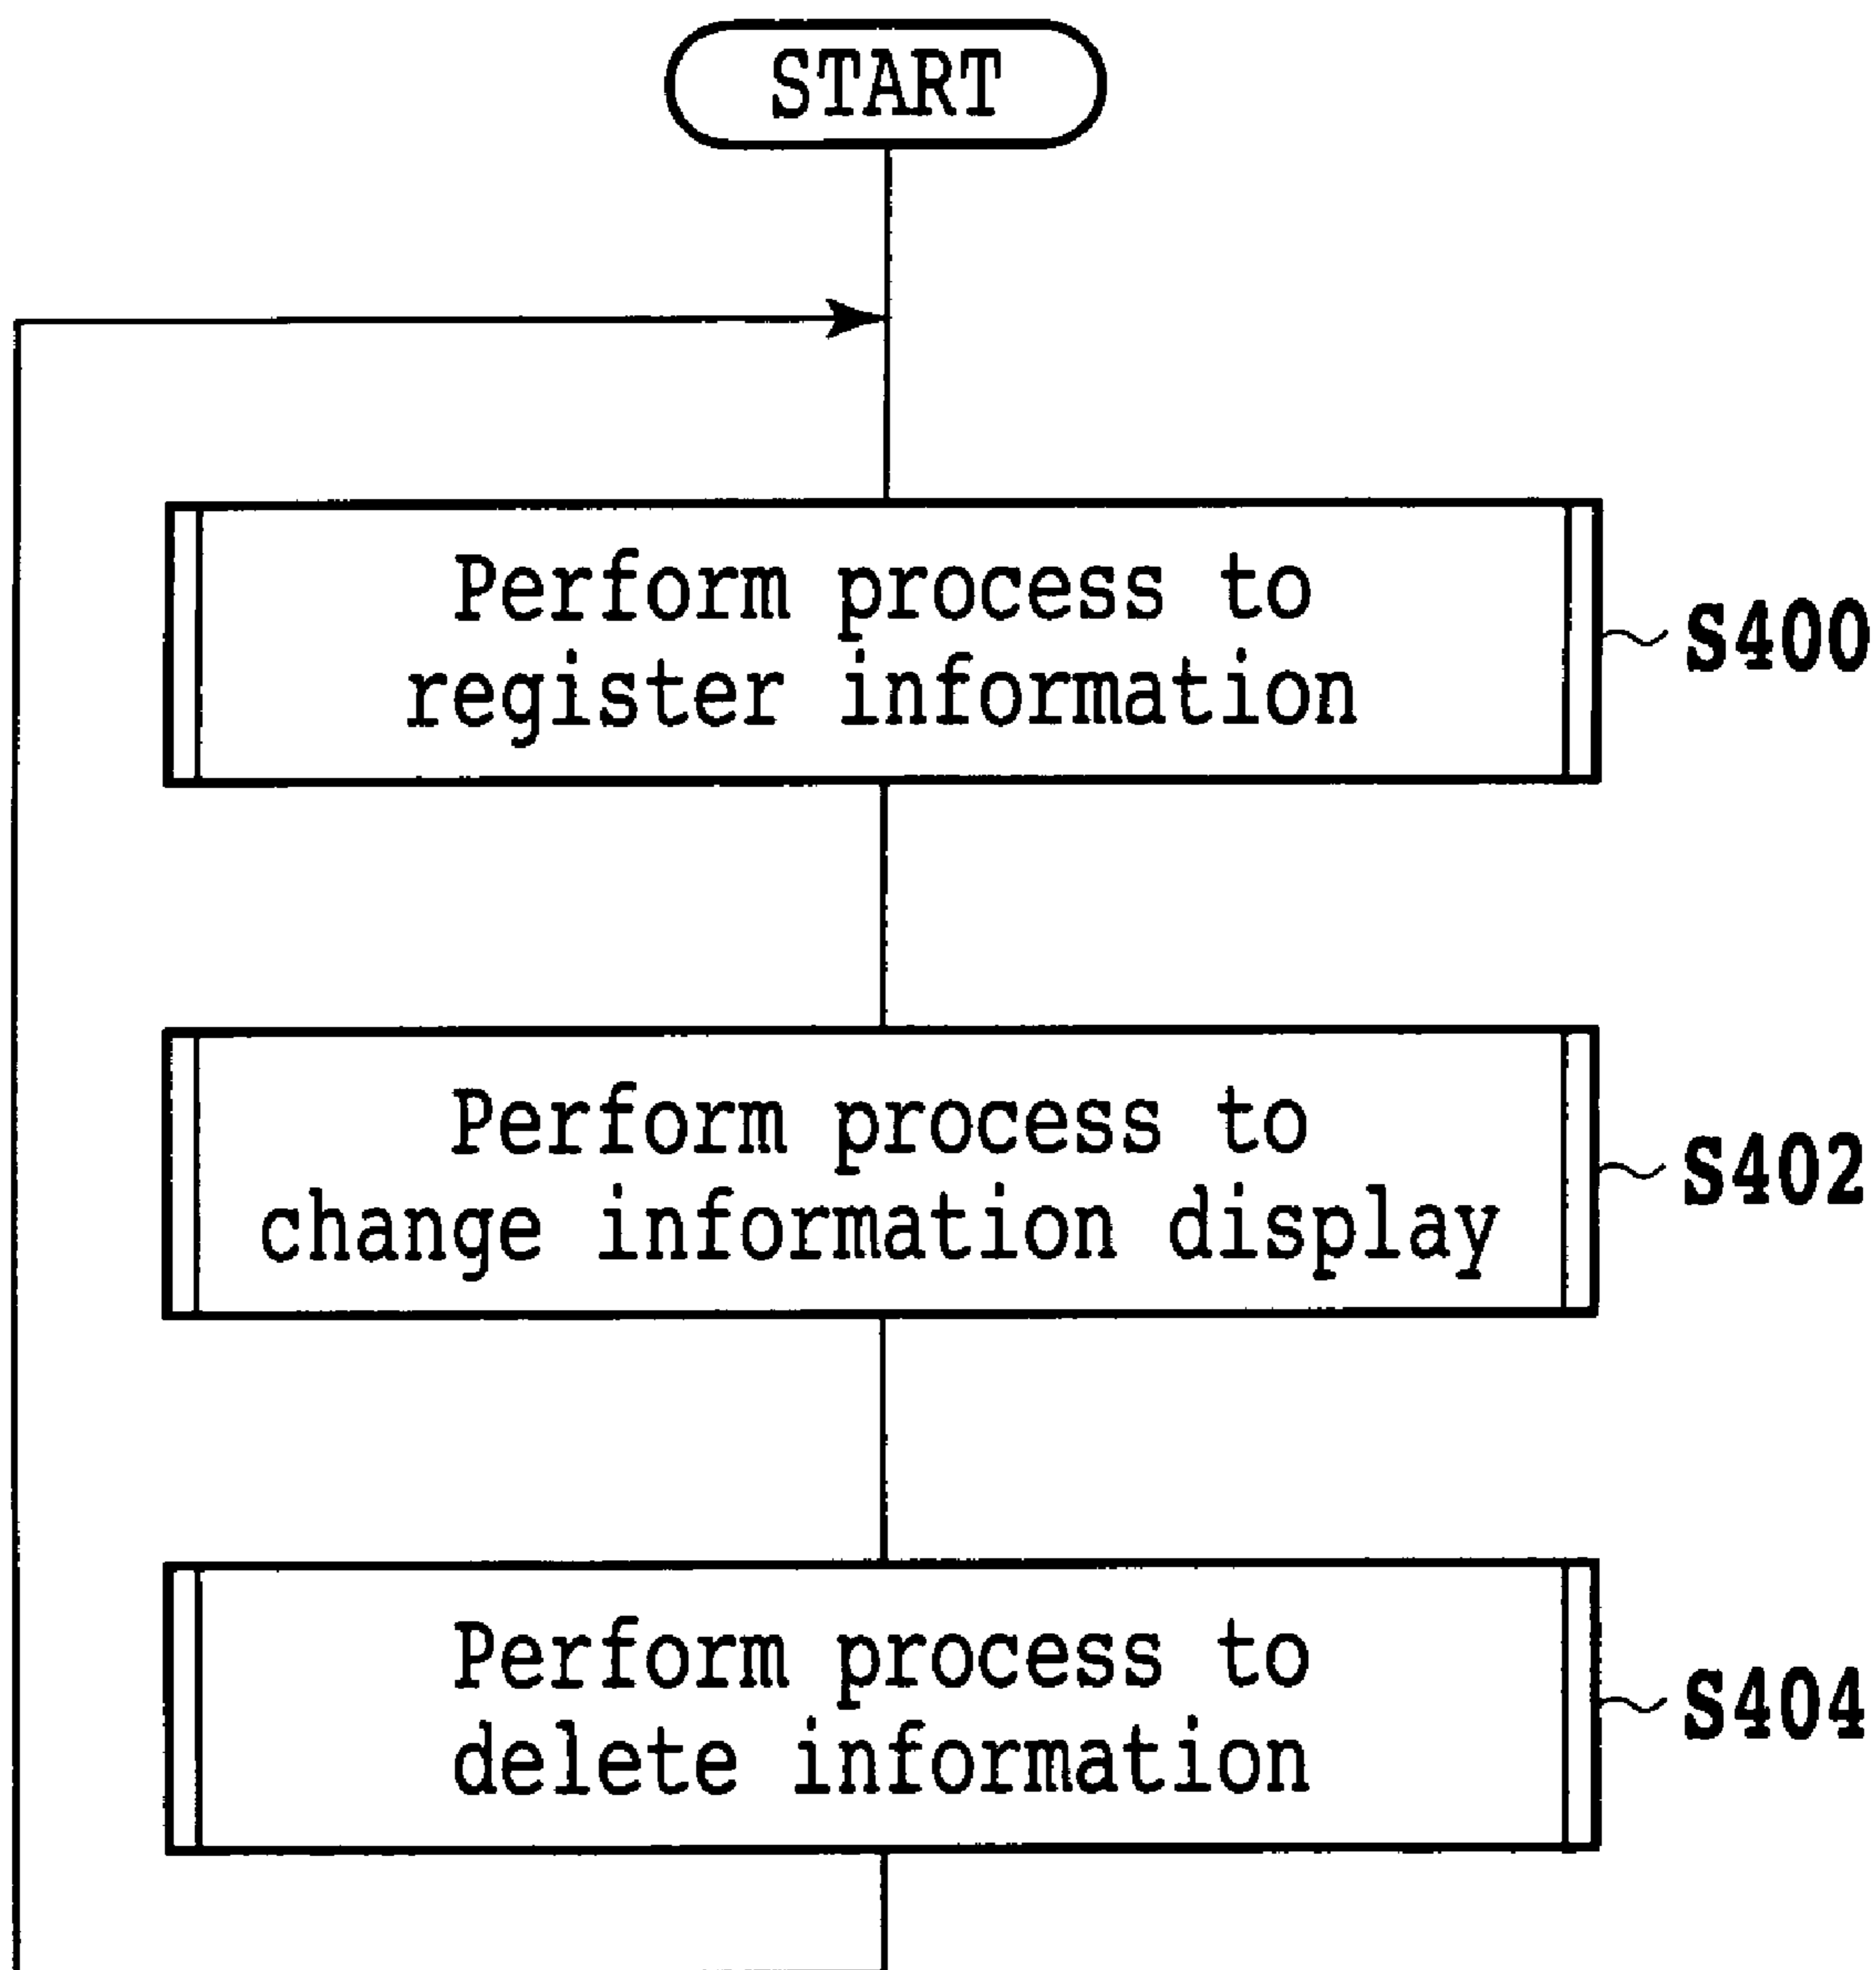 START
Perform process to
register information
S400
Perform process to
change information display
S402
Perform process to
delete information
S404